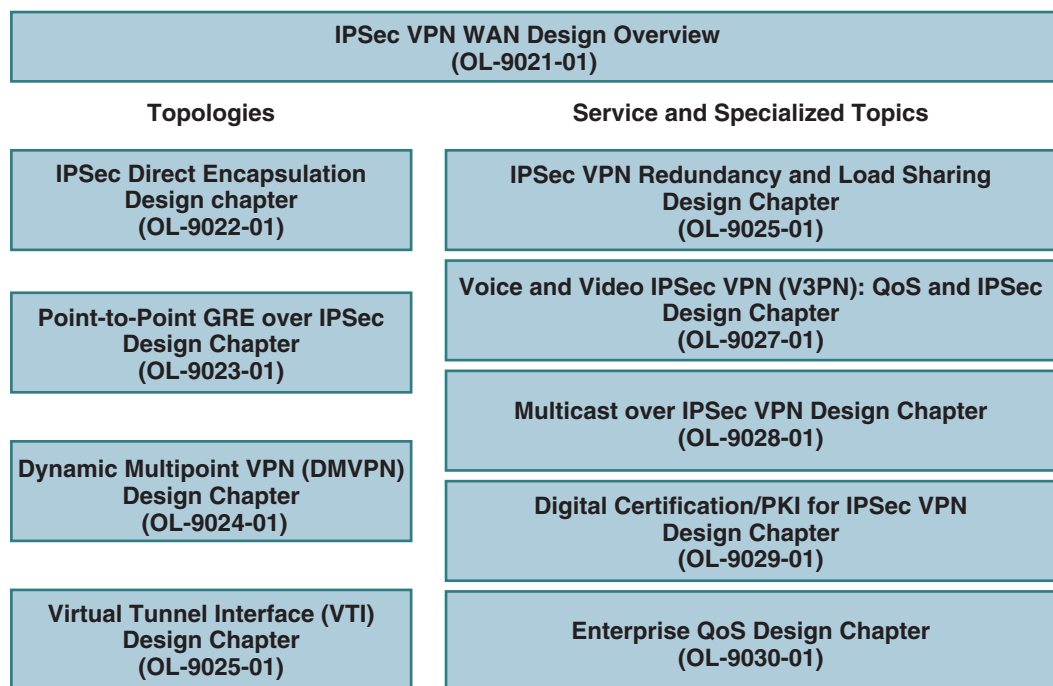 IPSec VPN WAN Design Overview
(OL-9021-01)
Topologies
IPSec Direct Encapsulation
Design chapter
(OL-9022-01)
Point-to-Point GRE over IPSec
Design Chapter
(OL-9023-01)
Dynamic Multipoint VPN (DMVPN)
Design Chapter
(OL-9024-01)
Virtual Tunnel Interface (VTI)
Design Chapter
(OL-9025-01)
Service and Specialized Topics
IPSec VPN Redundancy and Load Sharing
Design Chapter
(OL-9025-01)
Voice and Video IPSec VPN (V3PN): QoS and IPSec
Design Chapter
(OL-9027-01)
Multicast over IPSec VPN Design Chapter
(OL-9028-01)
Digital Certification/PKI for IPSec VPN
Design Chapter
(OL-9029-01)
Enterprise QoS Design Chapter
(OL-9030-01)